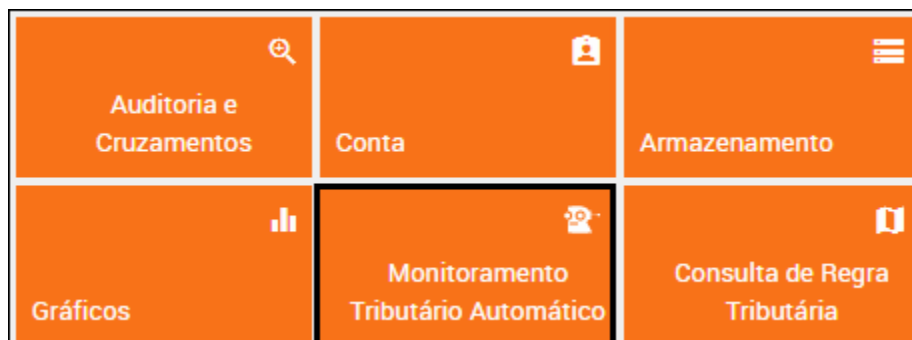 Auditoria e
Cruzamentos
Conta
Armazenamento
Gráficos
Monitoramento
Tributário Automático
Consulta de Regra
Tributária